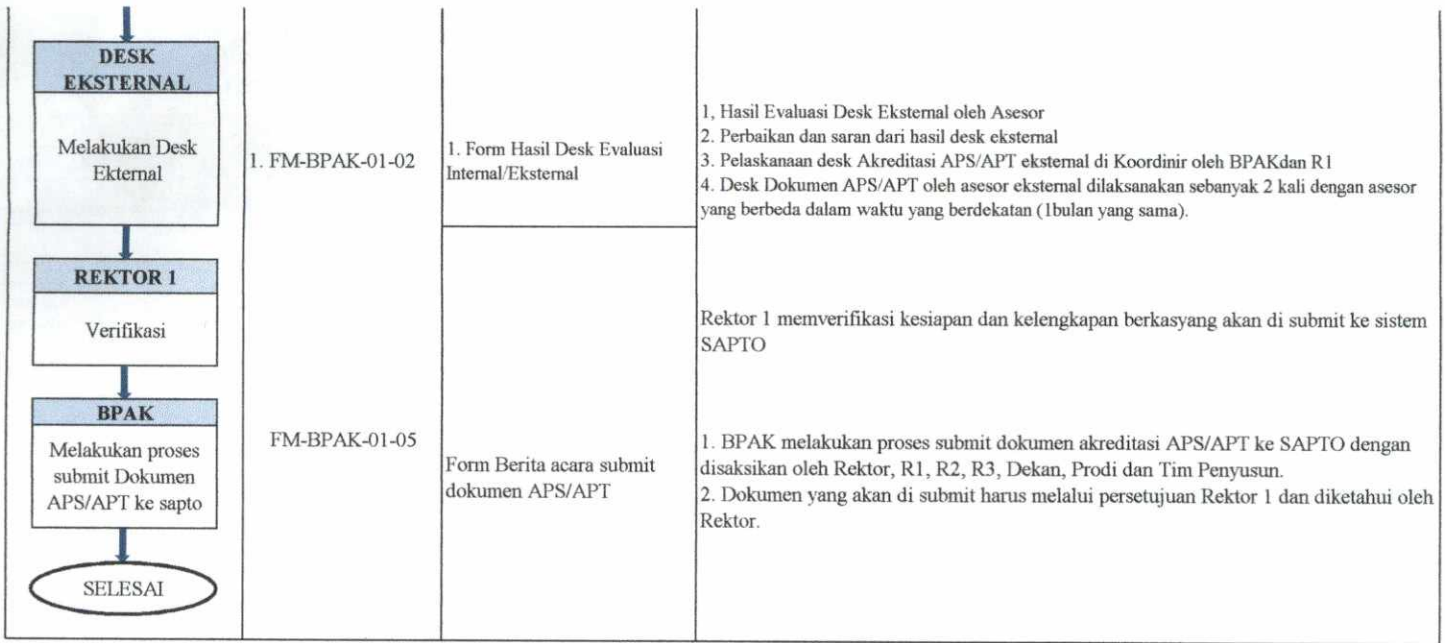 DESK
EKSTERNAL
Melakukan Desk
Ekternal
1. FM-BPAK-01-02
1. Form Hasil Desk Evaluasi
Internal/Eksternal
1, Hasil Evaluasi Desk Eksternal oleh Asesor
2. Perbaikan dan saran dari hasil desk eksternal
3. Pelaskanaan desk Akreditasi APS/APT eksternal di Koordinir oleh BPAKdan R1
4. Desk Dokumen APS/APT oleh asesor eksternal dilaksanakan sebanyak 2 kali dengan asesor
yang berbeda dalam waktu yang berdekatan (1bulan yang sama).
REKTOR 1
Verifikasi
Rektor 1 memverifikasi kesiapan dan kelengkapan berkasyang akan di submit ke sistem
SAPTO
BPAK
Melakukan proses
submit Dokumen
APS/APT ke sapto
FM-BPAK-01-05
Form Berita acara submit
dokumen APS/APT
1. BPAK melakukan proses submit dokumen akreditasi APS/APT ke SAPTO dengan
disaksikan oleh Rektor, R1, R2, R3, Dekan, Prodi dan Tim Penyusun.
2. Dokumen yang akan di submit harus melalui persetujuan Rektor 1 dan diketahui oleh
Rektor.
SELESAI